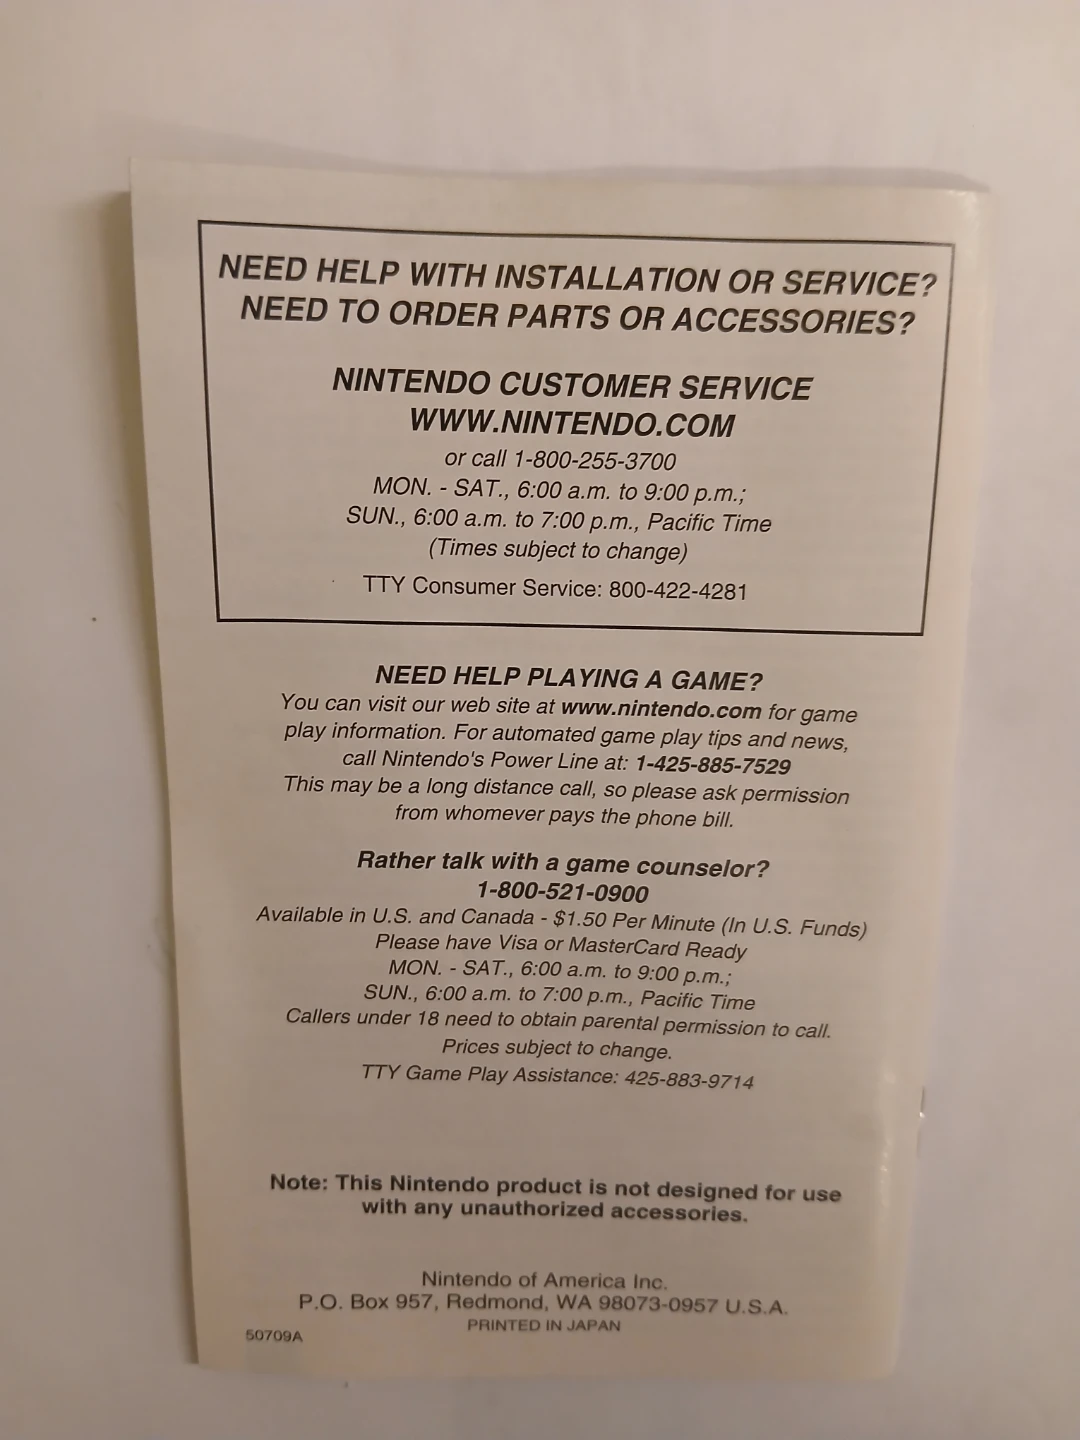 NEED HELP WITH INSTALLATION OR SERVICE?
NEED TO ORDER PARTS OR ACCESSORIES?
NINTENDO CUSTOMER SERVICE
WWW.NINTENDO.COM
or call 1-800-255-3700
MON. - SAT., 6:00 a.m. to 9:00 p.m.;
SUN., 6:00 a.m. to 7:00 p.m., Pacific Time
(Times subject to change)
TTY Consumer Service: 800-422-4281
NEED HELP PLAYING A GAME?
You can visit our web site at www.nintendo.com for game
play information. For automated game play tips and news,
call Nintendo's Power Line at: 1-425-885-7529
This may be a long distance call, so please ask permission
from whomever pays the phone bill.
Rather talk with a game counselor?
1-800-521-0900
Available in U.S. and Canada - $1.50 Per Minute (In U.S. Funds)
Please have Visa or MasterCard Ready
MON. - SAT., 6:00 a.m. to 9:00 p.m.;
SUN., 6:00 a.m. to 7:00 p.m., Pacific Time
Callers under 18 need to obtain parental permission to call.
Prices subject to change.
TTY Game Play Assistance: 425-883-9714
Note: This Nintendo product is not designed for use
with any unauthorized accessories.
Nintendo of America Inc.
P.O. Box 957, Redmond, WA 98073-0957 U.S.A.
PRINTED IN JAPAN
50709A